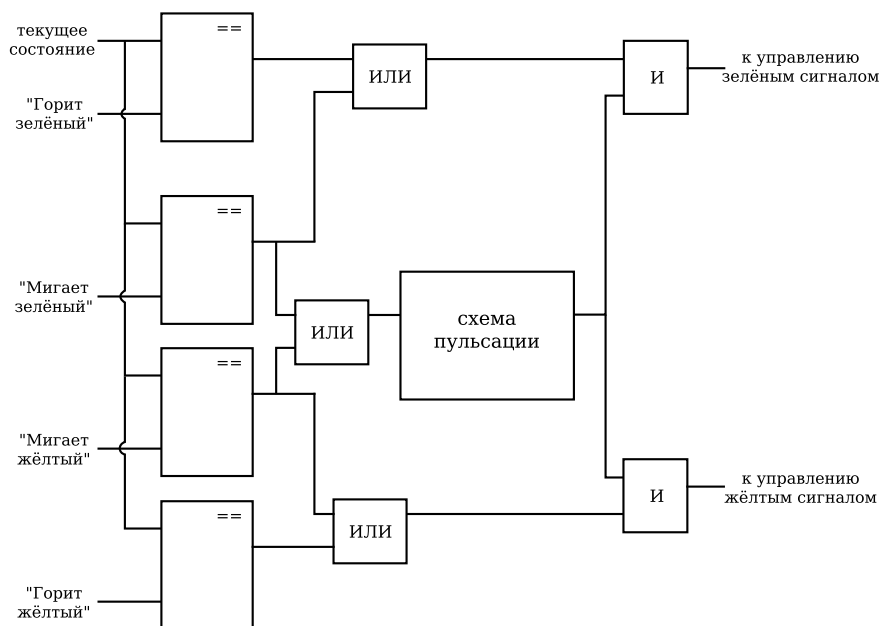 текущее
состояние
==
"Горит
зелёный"
ИЛИ
И
к управлению
зелёным сигналом
==
"Мигает
зелёный"
ИЛИ
схема
пульсации
==
"Мигает
жёлтый"
И
к управлению
жёлтым сигналом
==
ИЛИ
"Горит
жёлтый"